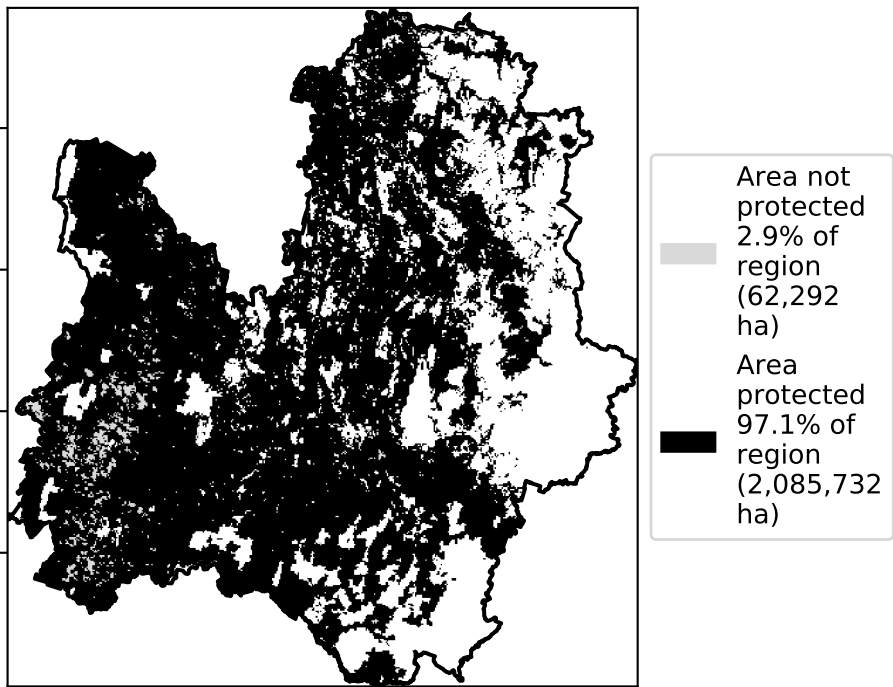 Area not
protected
2.9% of
region
(62,292
ha)
Area
protected
97.1% of
region
(2,085,732
ha)